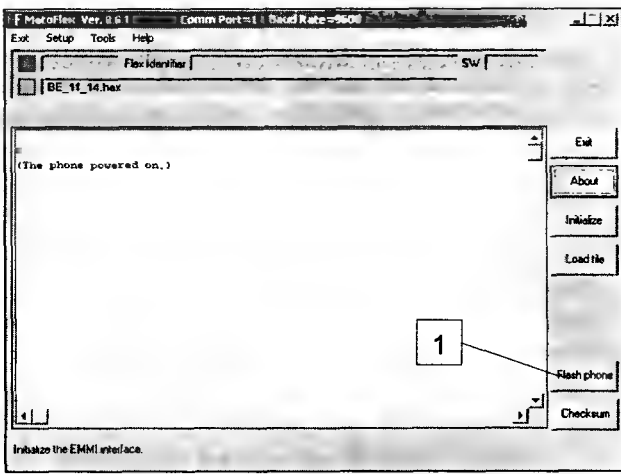 MotoFlex Ver. 0.6.1 Comm Port=1 Baud Rate=9600
Exit Setup Tools Help
Flex Identifier SW
BE_11_14.hex
(The phone powered on.)
Exit
About
Initialize
Load file
1
Flash phone
Checksum
Initialize the EMMI interface.